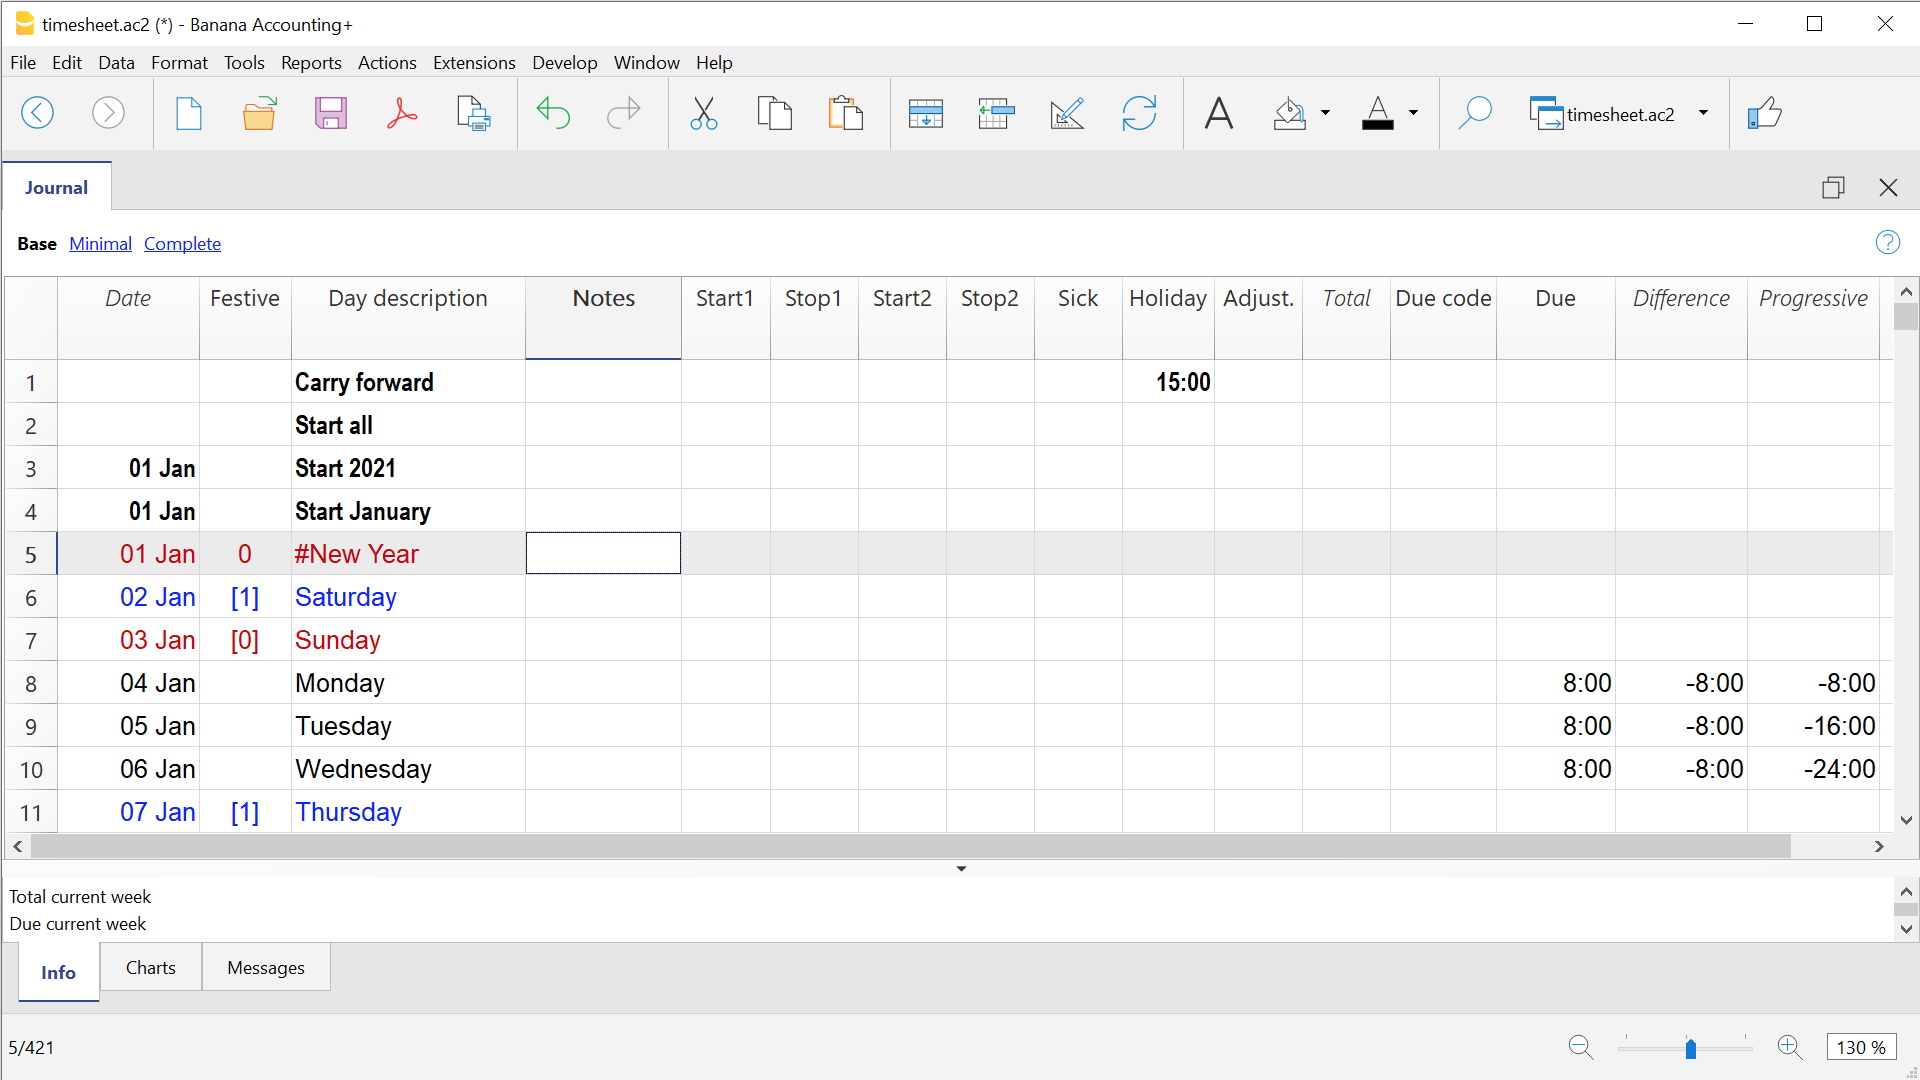 timesheet.ac2 (*) - Banana Accounting+
File Edit Data Format Tools Reports Actions Extensions Develop Window Help
timesheet.ac2
Journal
Base Minimal Complete
Date Festive Day description Notes Start1 Stop1 Start2 Stop2 Sick Holiday Adjust. Total Due code Due Difference Progressive
1 Carry forward 15:00
2 Start all
3 01 Jan Start 2021
4 01 Jan Start January
5 01 Jan 0 #New Year
6 02 Jan [1] Saturday
7 03 Jan [0] Sunday
8 04 Jan Monday 8:00 -8:00 -8:00
9 05 Jan Tuesday 8:00 -8:00 -16:00
10 06 Jan Wednesday 8:00 -8:00 -24:00
11 07 Jan [1] Thursday
Total current week
Due current week
Info Charts Messages
5/421 130 %